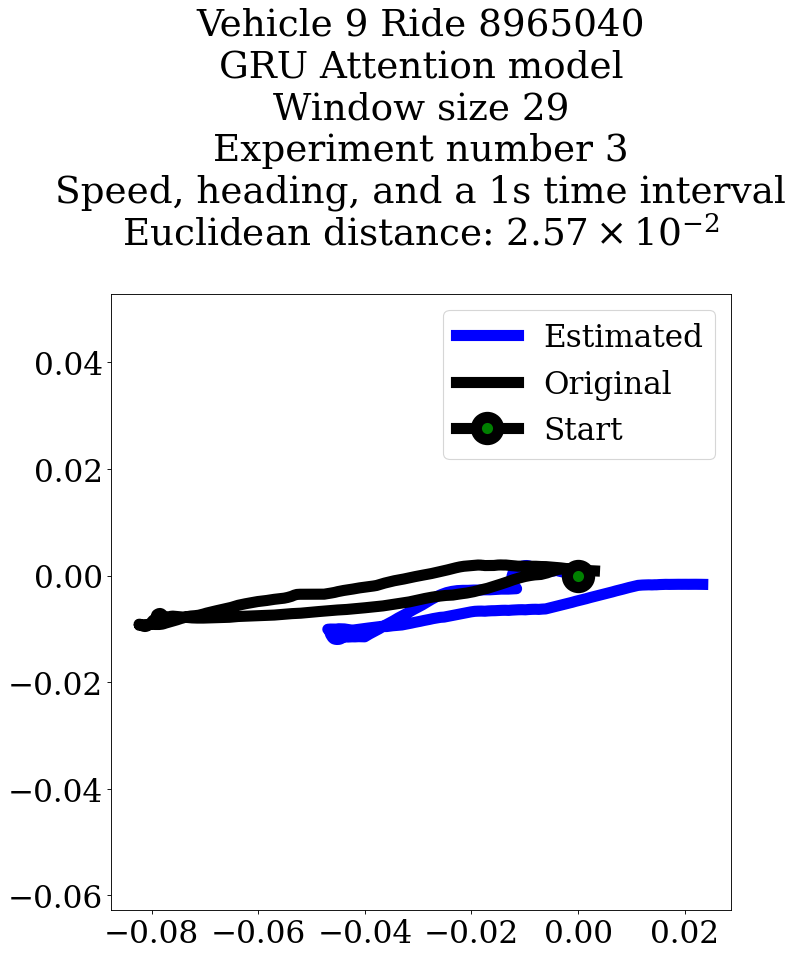 Vehicle 9 Ride 8965040
GRU Attention model
Window size 29
Experiment number 3
Speed, heading, and a 1s time interval
Euclidean distance: 2.57 × 10⁻²
Estimated
Original
Start
0.04
0.02
0.00
−0.02
−0.04
−0.06
−0.08 −0.06 −0.04 −0.02 0.00 0.02